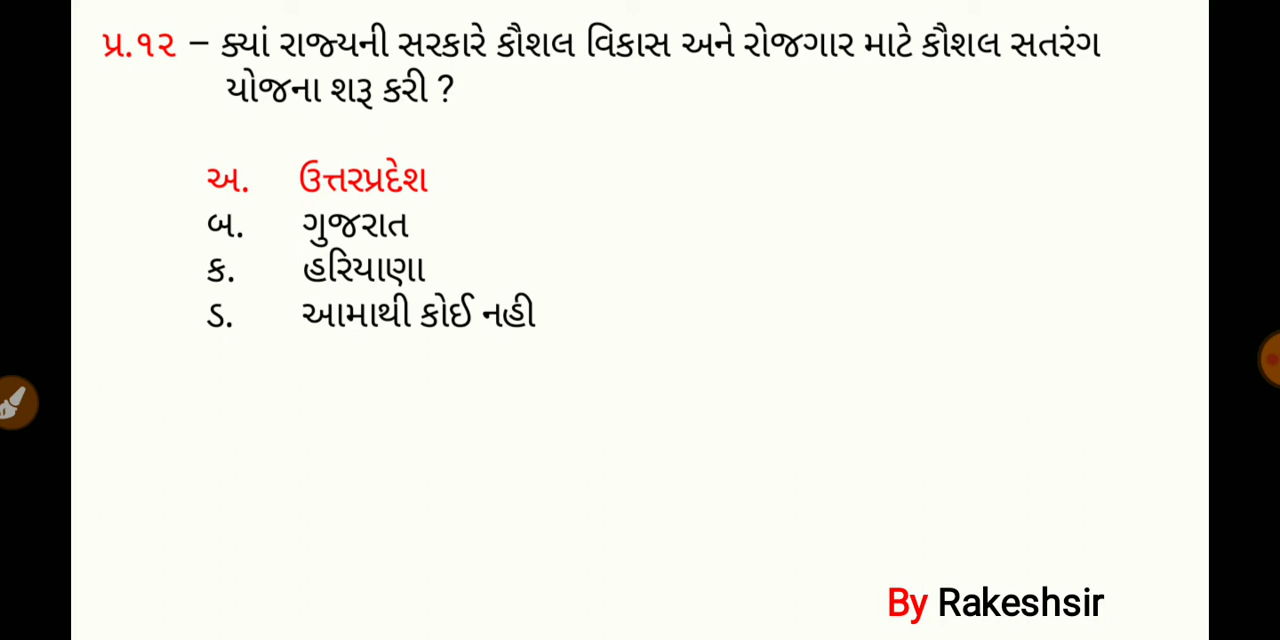 પ્ર.૧૨ – ક્યાં રાજ્યની સરકારે કૌશલ વિકાસ અને રોજગાર માટે કૌશલ સતરંગ
યોજના શરૂ કરી ?
અ. ઉત્તરપ્રદેશ
બ. ગુજરાત
ક. હરિયાણા
ડ. આમાથી કોઈ નહી
By Rakeshsir